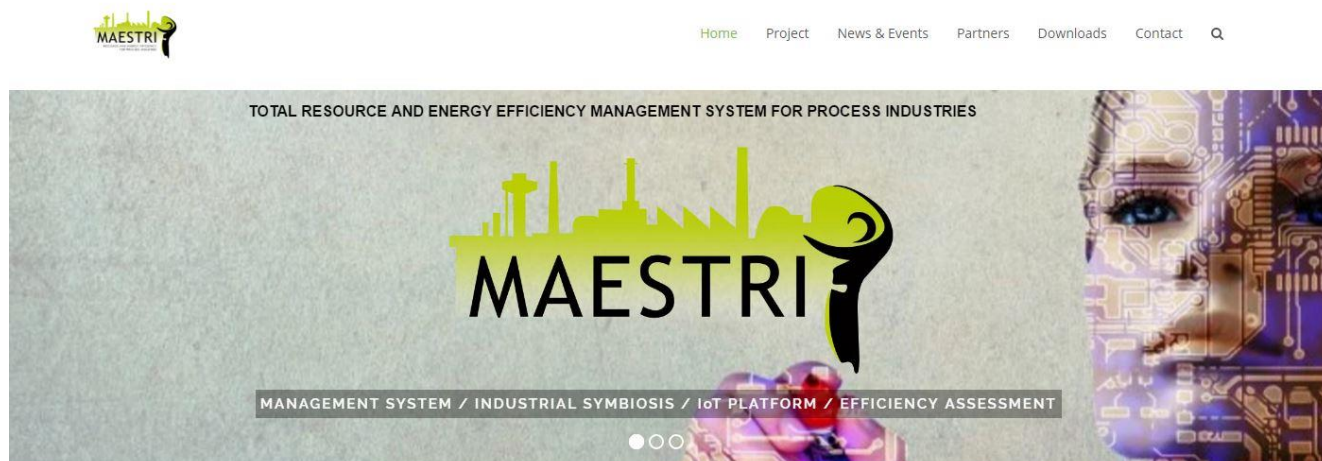 MAESTRI
Home Project News & Events Partners Downloads Contact
TOTAL RESOURCE AND ENERGY EFFICIENCY MANAGEMENT SYSTEM FOR PROCESS INDUSTRIES
MAESTRI
MANAGEMENT SYSTEM / INDUSTRIAL SYMBIOSIS / IoT PLATFORM / EFFICIENCY ASSESSMENT